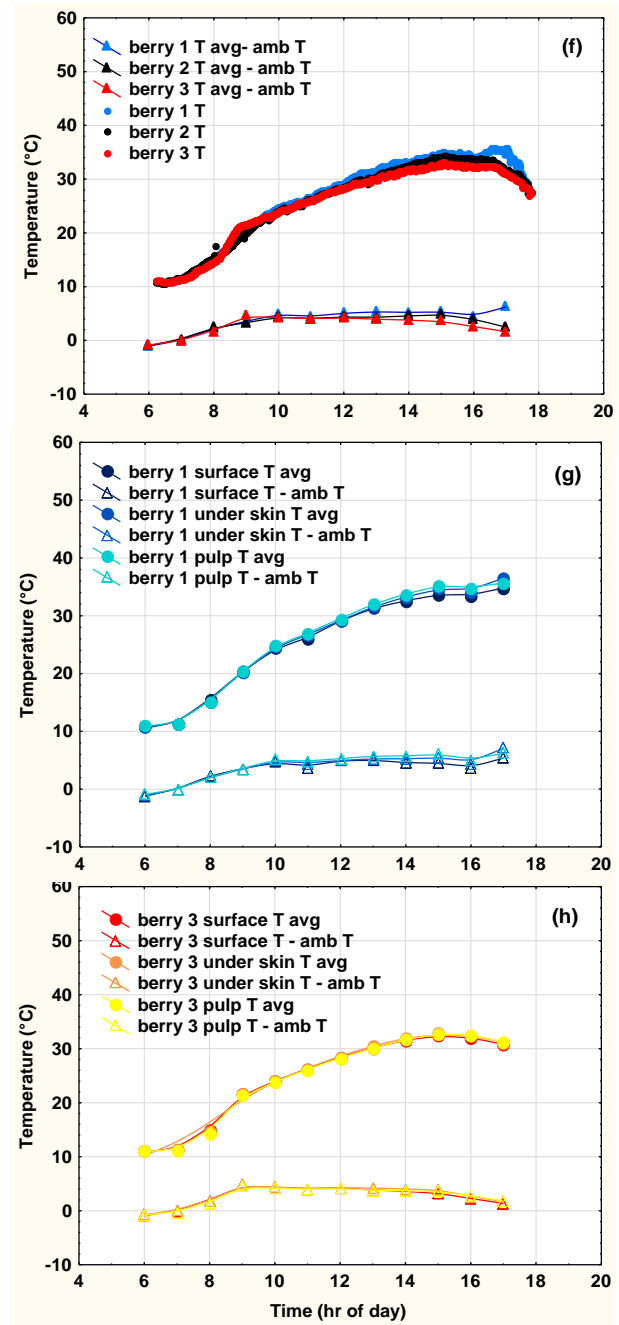 60
(f)
berry 1 T avg- amb T
berry 2 T avg - amb T
berry 3 T avg - amb T
berry 1 T
berry 2 T
berry 3 T
50
40
30
20
10
0
-10
Temperature (°C)
4 6 8 10 12 14 16 18 20
60
(g)
berry 1 surface T avg
berry 1 surface T - amb T
berry 1 under skin T avg
berry 1 under skin T - amb T
berry 1 pulp T avg
berry 1 pulp T - amb T
50
40
30
20
10
0
-10
Temperature (°C)
4 6 8 10 12 14 16 18 20
60
(h)
berry 3 surface T avg
berry 3 surface T - amb T
berry 3 under skin T avg
berry 3 under skin T - amb T
berry 3 pulp T avg
berry 3 pulp T - amb T
50
40
30
20
10
0
-10
Temperature (°C)
4 6 8 10 12 14 16 18 20
Time (hr of day)